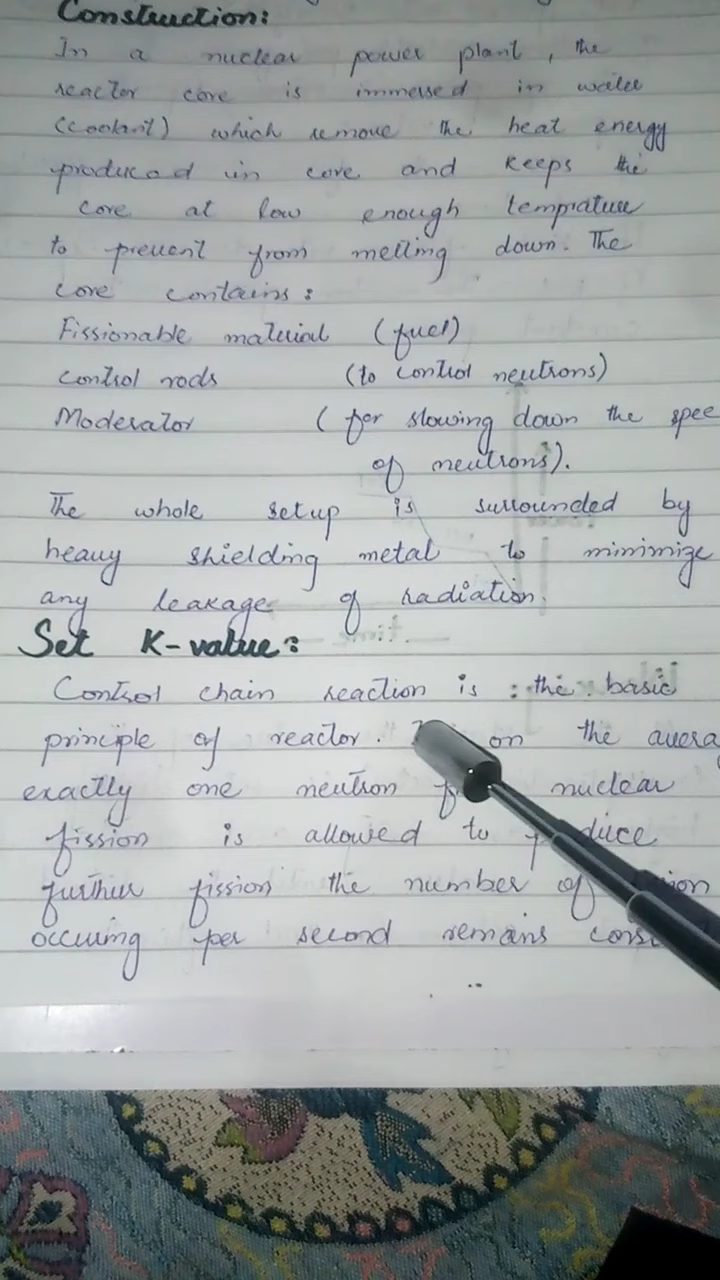 Construction:
In a nuclear power plant, the
reactor core is immersed in water
(coolant) which remove the heat energy
produced in core and keeps the
core at low enough temprature
to prevent from melting down. The
core contains:
Fissionable material (fuel)
Control rods (to control neutrons)
Moderator (for slowing down the spee
of neutrons).
The whole setup is surrounded by
heavy shielding metal to minimize
any leakage of radiation.
Set K-value:
Control chain reaction is : the basic
principle of reactor. on the avera
exactly one neutron nuclear
fission is allowed to
further fission the number of
occuring per second remains